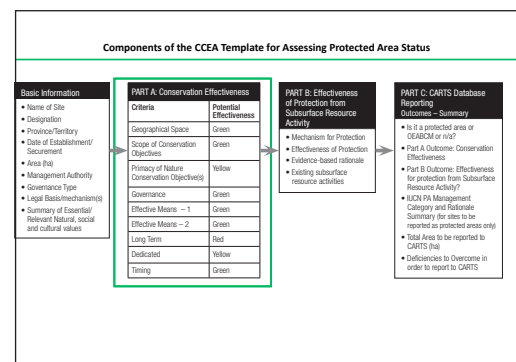 Components of the CCEA Template for Assessing Protected Area Status
Basic Information
• Name of Site
• Designation
• Province/Territory
• Date of Establishment/
Securement
• Area (ha)
• Management Authority
• Governance Type
• Legal Basis/mechanism(s)
• Summary of Essential/
Relevant Natural, social
and cultural values
PART A: Conservation Effectiveness
Criteria Potential
Effectiveness
Geographical Space Green
Scope of Conservation
Objectives Green
Primacy of Nature
Conservation Objective(s) Yellow
Governance Green
Effective Means – 1 Green
Effective Means – 2 Green
Long Term Red
Dedicated Yellow
Timing Green
PART B: Effectiveness
of Protection from
Subsurface Resource
Activity
• Mechanism for Protection
• Effectiveness of Protection
• Evidence-based rationale
• Existing subsurface
resource activities
PART C: CARTS Database
Reporting
Outcomes – Summary
• Is it a protected area or
OEABCM or n/a?
• Part A Outcome: Conservation
Effectiveness
• Part B Outcome: Effectiveness
for protection from Subsurface
Resource Activity?
• IUCN PA Management
Category and Rationale
Summary (for sites to be
reported as protected areas only)
• Total Area to be reported to
CARTS (ha)
• Deficiencies to Overcome in
order to report to CARTS